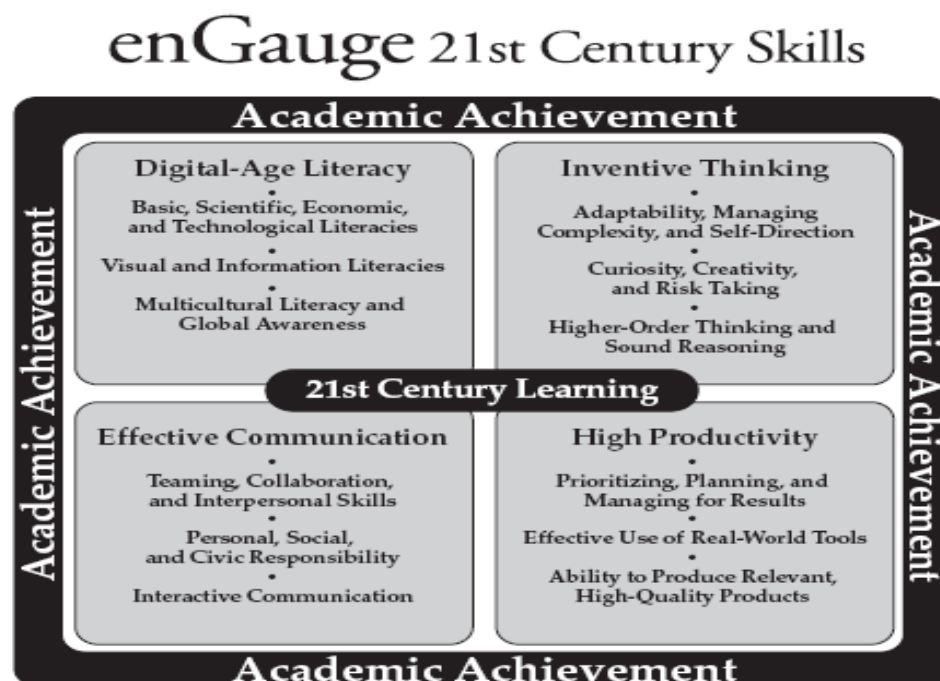 enGauge 21st Century Skills
Academic Achievement
Academic Achievement
Digital-Age Literacy
•
Basic, Scientific, Economic,
and Technological Literacies
•
Visual and Information Literacies
•
Multicultural Literacy and
Global Awareness
Inventive Thinking
•
Adaptability, Managing
Complexity, and Self-Direction
•
Curiosity, Creativity,
and Risk Taking
•
Higher-Order Thinking and
Sound Reasoning
21st Century Learning
Effective Communication
•
Teaming, Collaboration,
and Interpersonal Skills
•
Personal, Social,
and Civic Responsibility
•
Interactive Communication
High Productivity
•
Prioritizing, Planning, and
Managing for Results
•
Effective Use of Real-World Tools
•
Ability to Produce Relevant,
High-Quality Products
Academic Achievement
Academic Achievement